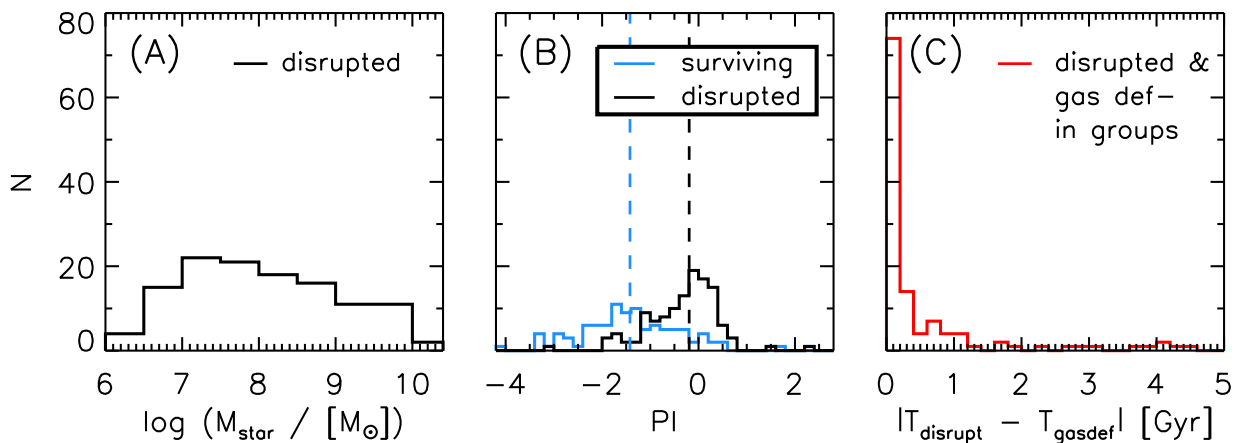 80
60
40
20
0
N
(A)
disrupted
6 7 8 9 10
log (M_star / [M_⊙])
(B)
surviving
disrupted
−4 −2 0 2
PI
(C)
disrupted &
gas def−
in groups
0 1 2 3 4 5
|T_disrupt − T_gasdef| [Gyr]